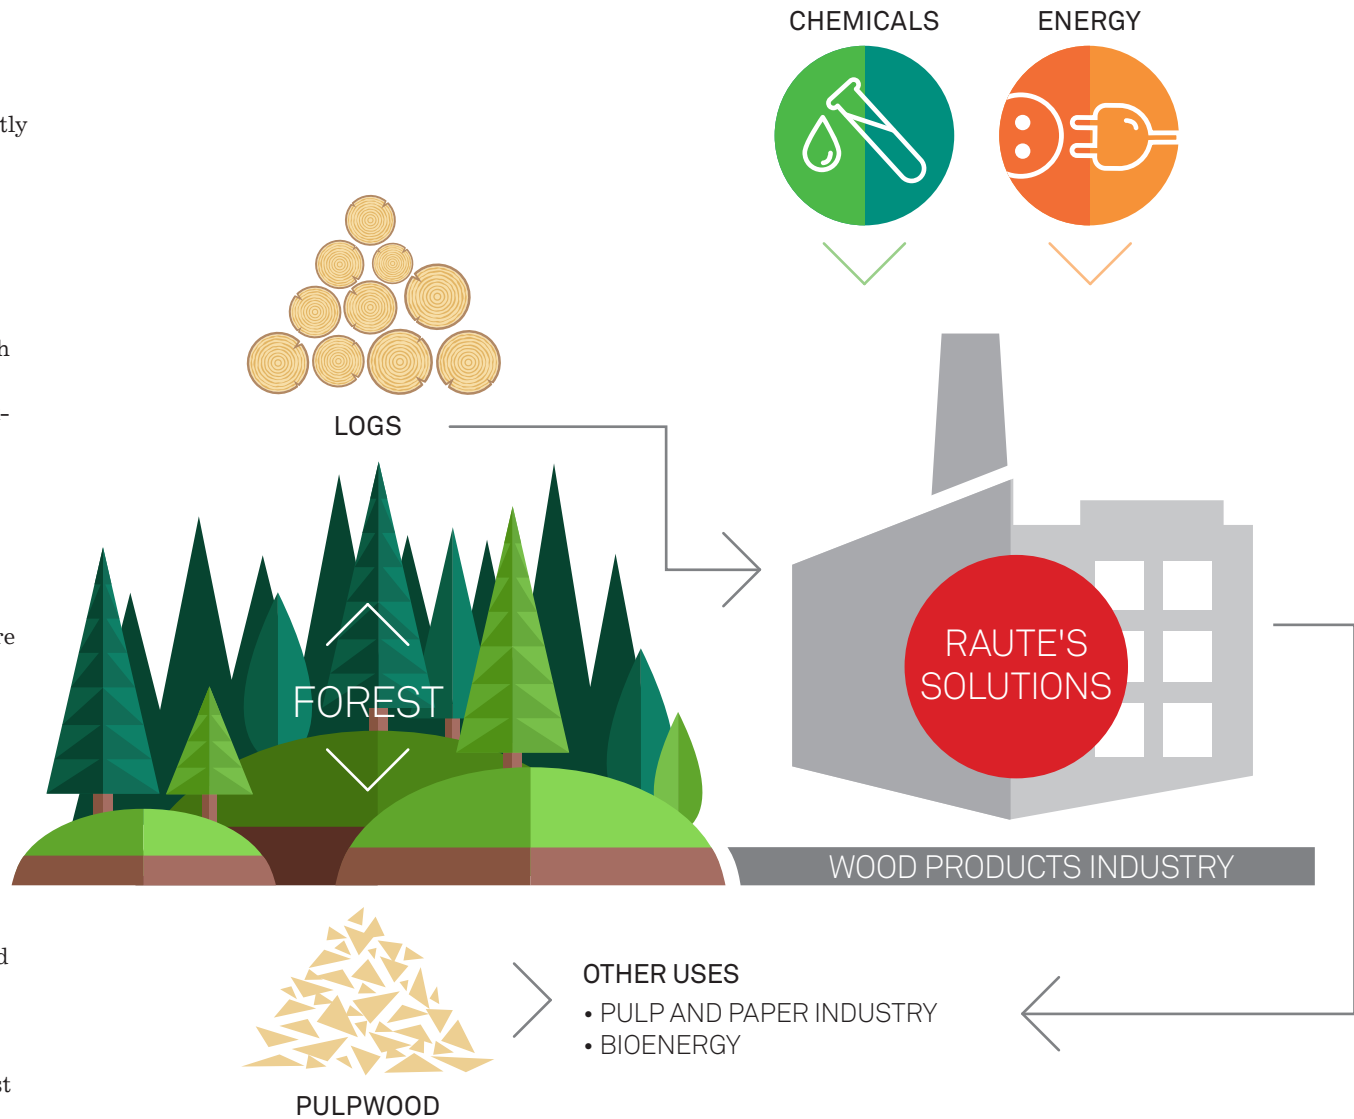 CHEMICALS
ENERGY
LOGS
FOREST
RAUTE'S
SOLUTIONS
WOOD PRODUCTS INDUSTRY
OTHER USES
• PULP AND PAPER INDUSTRY
• BIOENERGY
PULPWOOD